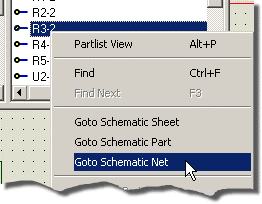 R2-2
R3-2
R4-
R5-
U2-
Partlist View Alt+P
Find Ctrl+F
Find Next F3
Goto Schematic Sheet
Goto Schematic Part
Goto Schematic Net